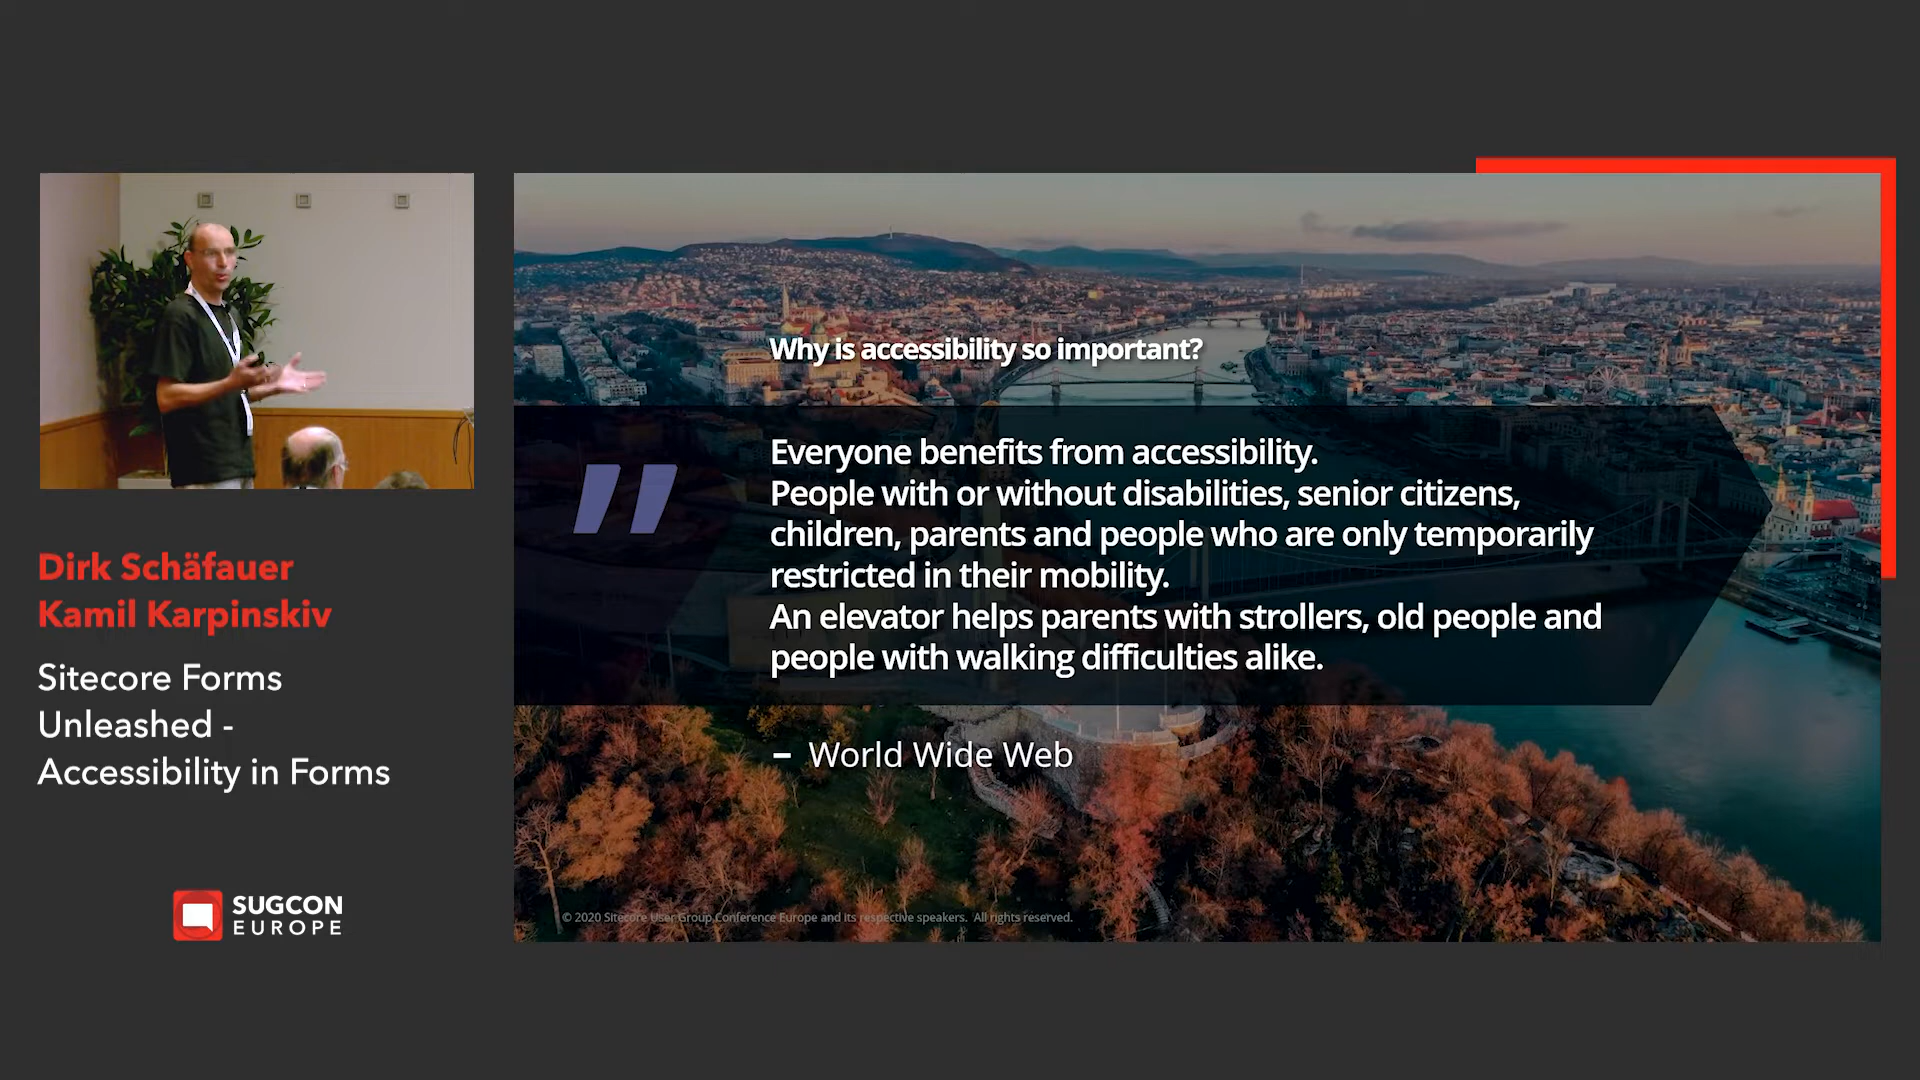 Dirk Schäfauer
Kamil Karpinskiv
Sitecore Forms
Unleashed -
Accessibility in Forms
SUGCON
EUROPE
Why is accessibility so important?
"
Everyone benefits from accessibility.
People with or without disabilities, senior citizens,
children, parents and people who are only temporarily
restricted in their mobility.
An elevator helps parents with strollers, old people and
people with walking difficulties alike.
– World Wide Web
© 2020 Sitecore User Group Conference Europe and its respective speakers. All rights reserved.